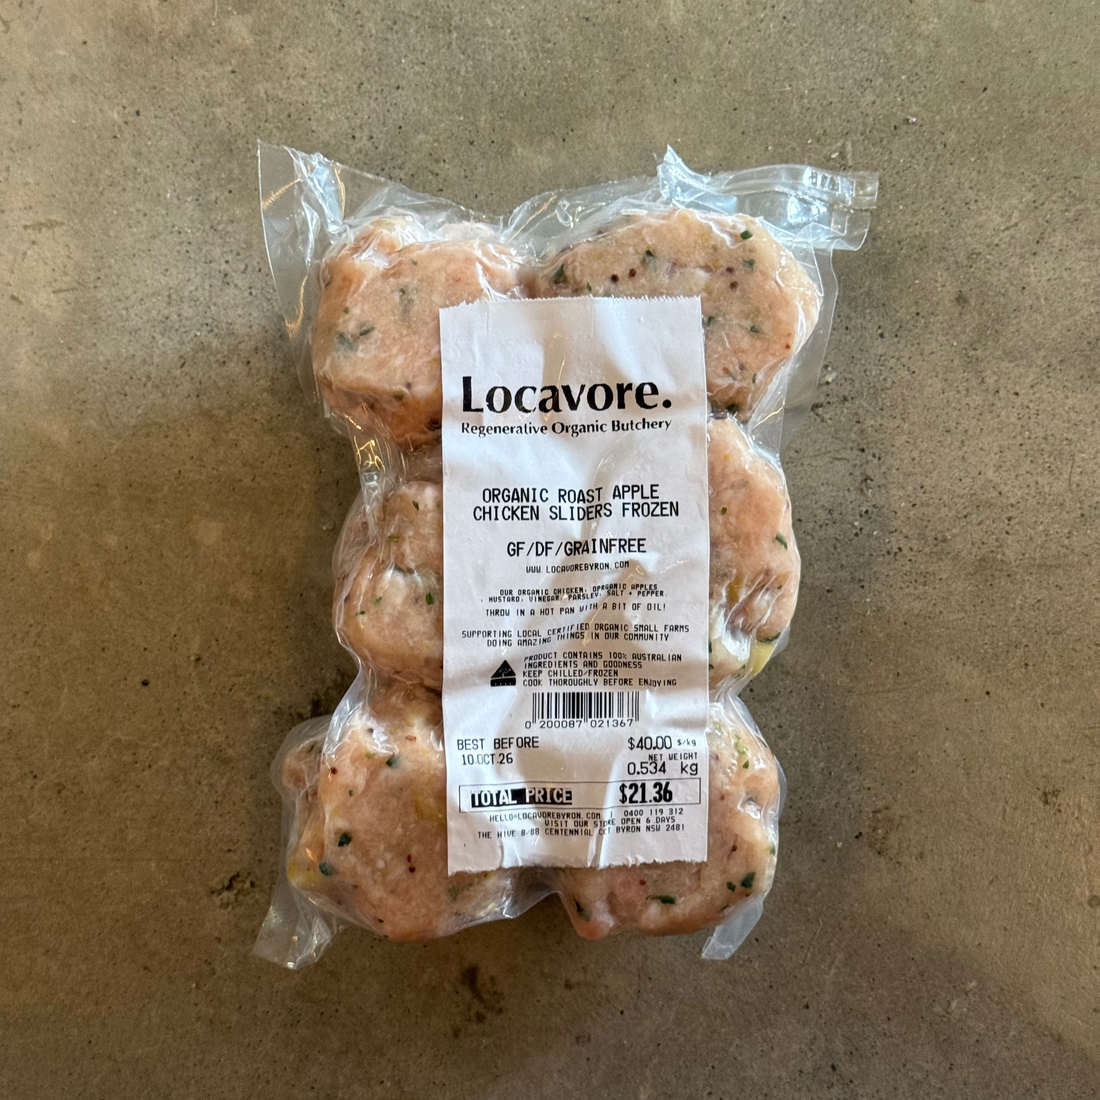 Locavore.
Regenerative Organic Butchery
ORGANIC ROAST APPLE
CHICKEN SLIDERS FROZEN
GF/DF/GRAINFREE
WWW.LOCAVOREBYRON.COM
OUR ORGANIC CHICKEN, ORGANIC APPLES
, MUSTARD, VINEGAR, PARSLEY, SALT + PEPPER.
THROW IN A HOT PAN WITH A BIT OF OIL!
SUPPORTING LOCAL CERTIFIED ORGANIC SMALL FARMS
DOING AMAZING THINGS IN OUR COMMUNITY
PRODUCT CONTAINS 100% AUSTRALIAN
INGREDIENTS AND GOODNESS
KEEP CHILLED/FROZEN
COOK THOROUGHLY BEFORE ENJOYING
0 200087 021367
BEST BEFORE
10.OCT.26
$40.00 $/kg
NET WEIGHT
0.534 kg
TOTAL PRICE $21.36
HELLO@LOCAVOREBYRON.COM | 0400 119 312
VISIT OUR STORE OPEN 6 DAYS
THE HIVE 8/88 CENTENNIAL CCT BYRON NSW 2481